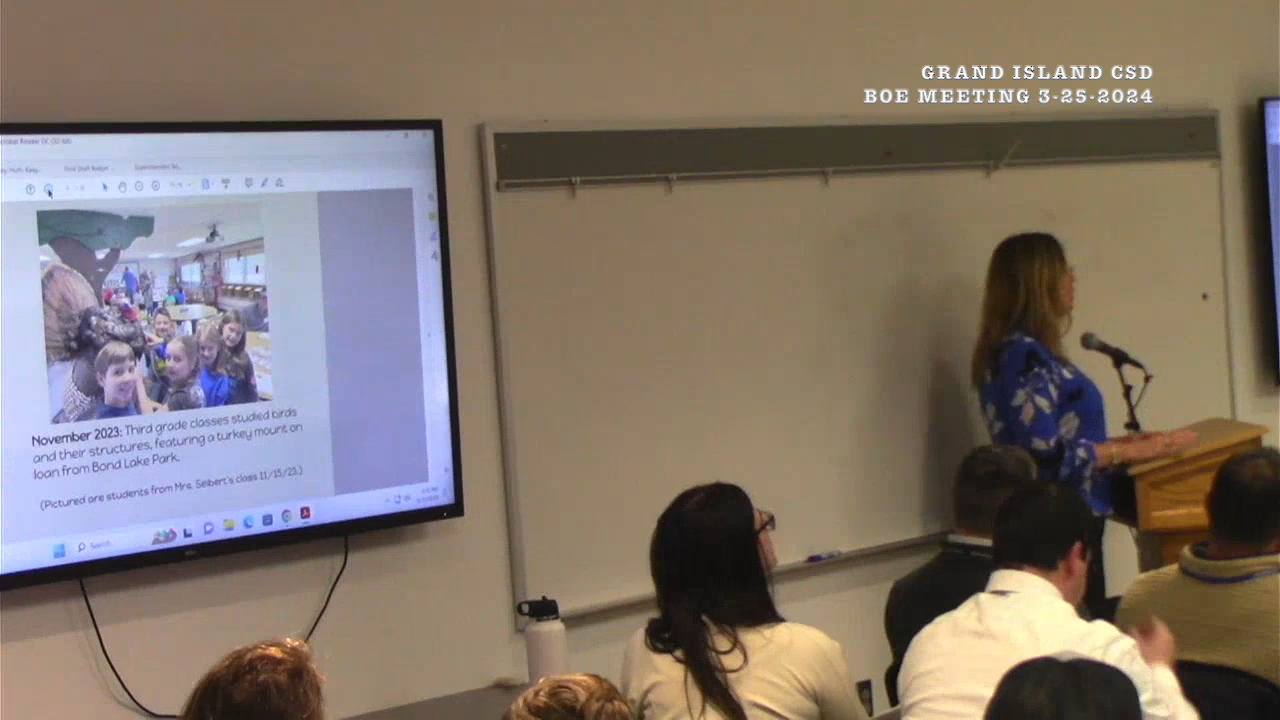 GRAND ISLAND CSD
BOE MEETING 3-25-2024
November 2023: Third grade classes studied birds
and their structures, featuring a turkey mount on
loan from Bond Lake Park.
(Pictured are students from Mrs. Seibert's class 11/15/23.)
Search